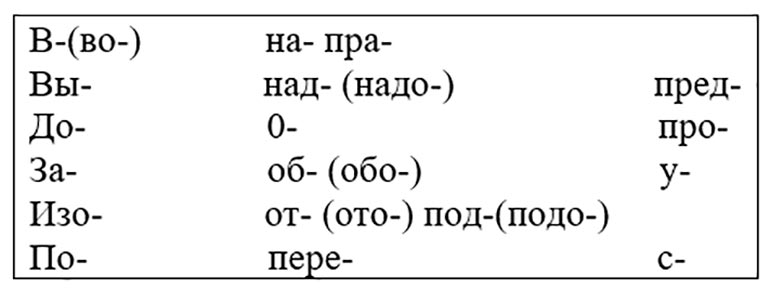 В-(во-) на- пра-
Вы- над- (надо-) пред-
До- 0- про-
За- об- (обо-) у-
Изо- от- (ото-) под-(подо-)
По- пере- с-